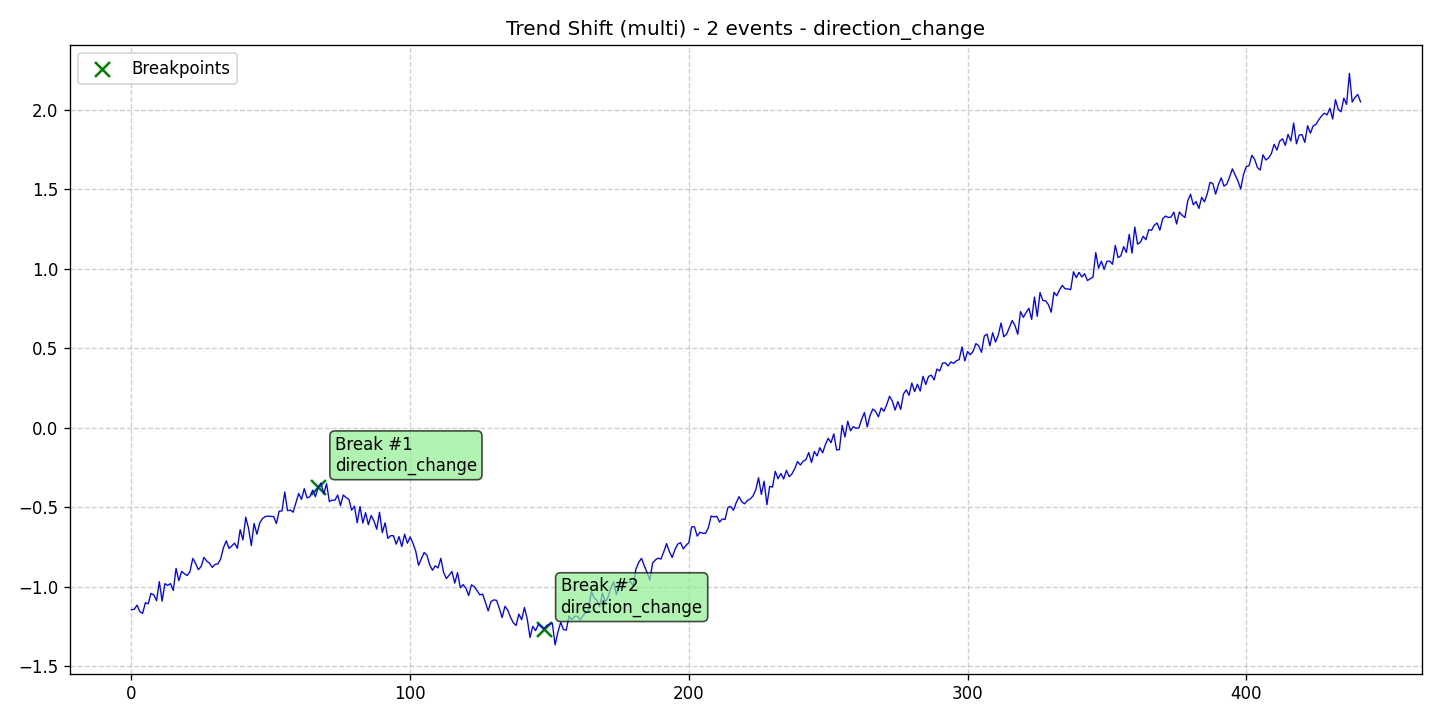 Trend Shift (multi) - 2 events - direction_change
Breakpoints
2.0
1.5
1.0
0.5
0.0
−0.5
−1.0
−1.5
Break #1
direction_change
Break #2
direction_change
0
100
200
300
400